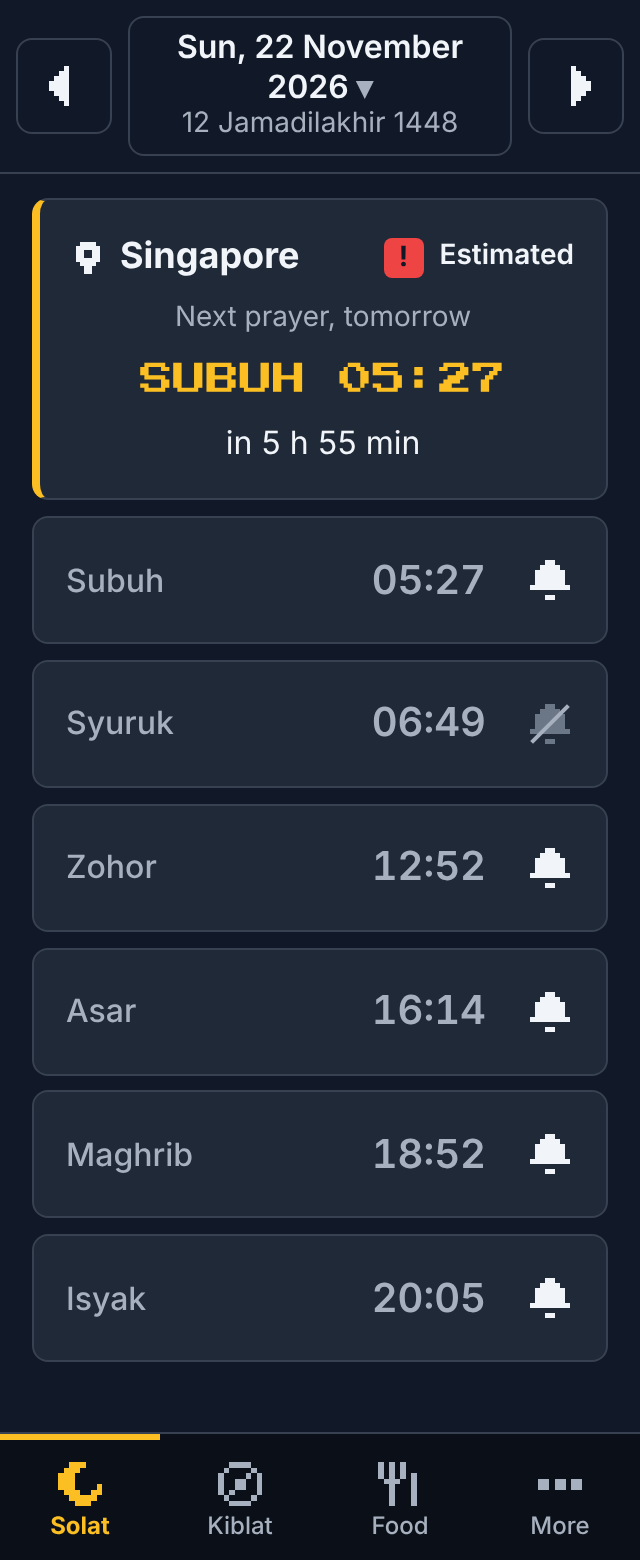 Sun, 22 November
2026 ▼
12 Jamadilakhir 1448
Singapore
! Estimated
Next prayer, tomorrow
SUBUH 05:27
in 5 h 55 min
Subuh 05:27
Syuruk 06:49
Zohor 12:52
Asar 16:14
Maghrib 18:52
Isyak 20:05
Solat Kiblat Food More